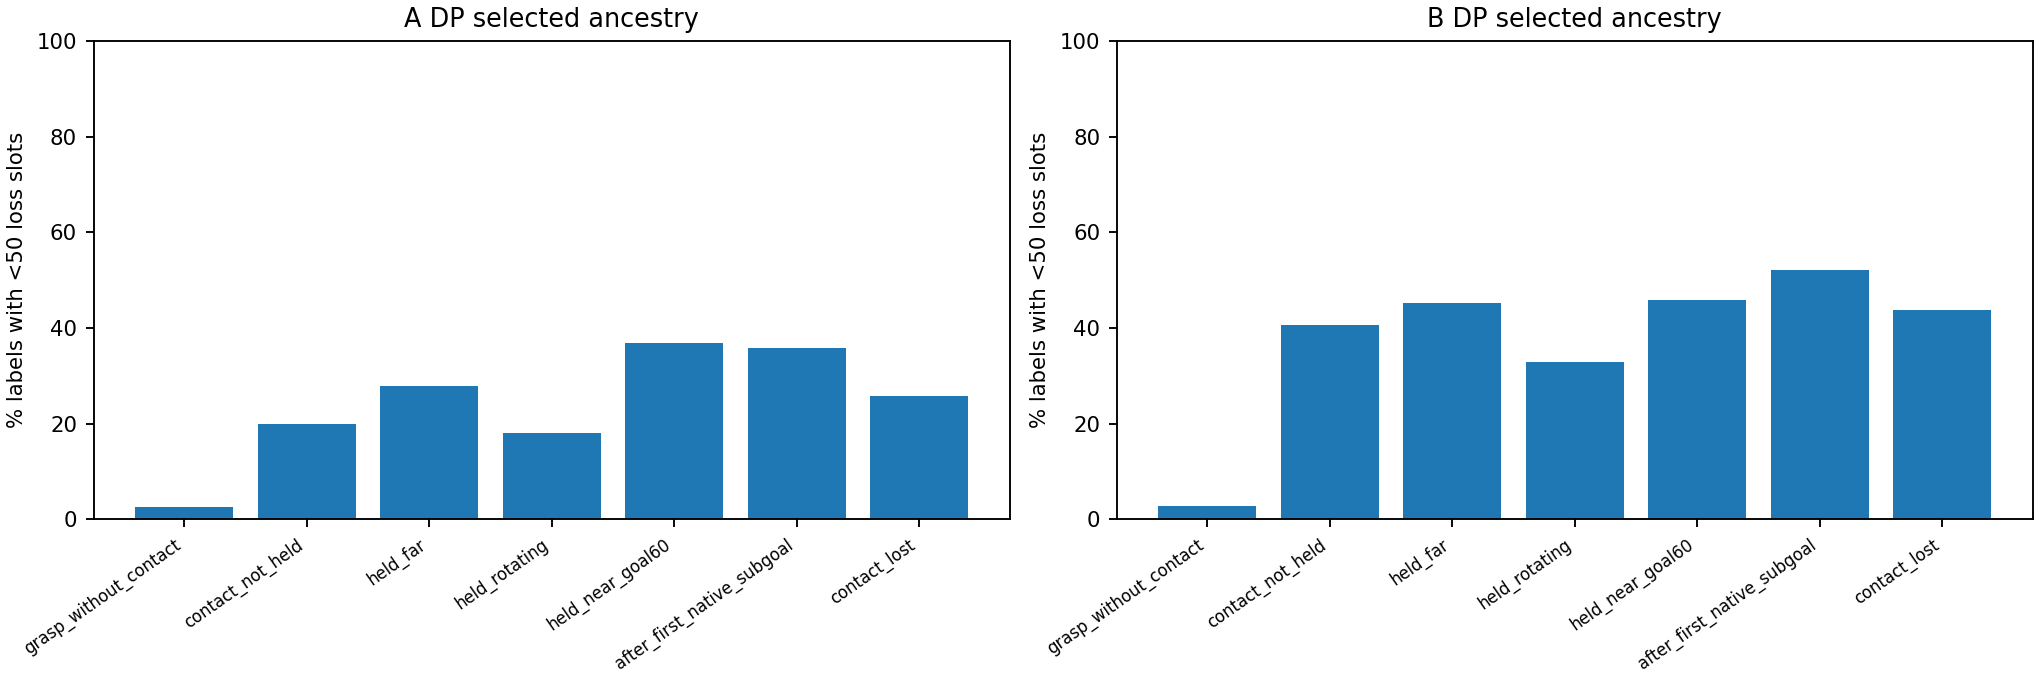 A DP selected ancestry
% labels with <50 loss slots
100
80
60
40
20
0
grasp_without_contact
contact_not_held
held_far
held_rotating
held_near_goal60
after_first_native_subgoal
contact_lost
B DP selected ancestry
% labels with <50 loss slots
100
80
60
40
20
0
grasp_without_contact
contact_not_held
held_far
held_rotating
held_near_goal60
after_first_native_subgoal
contact_lost